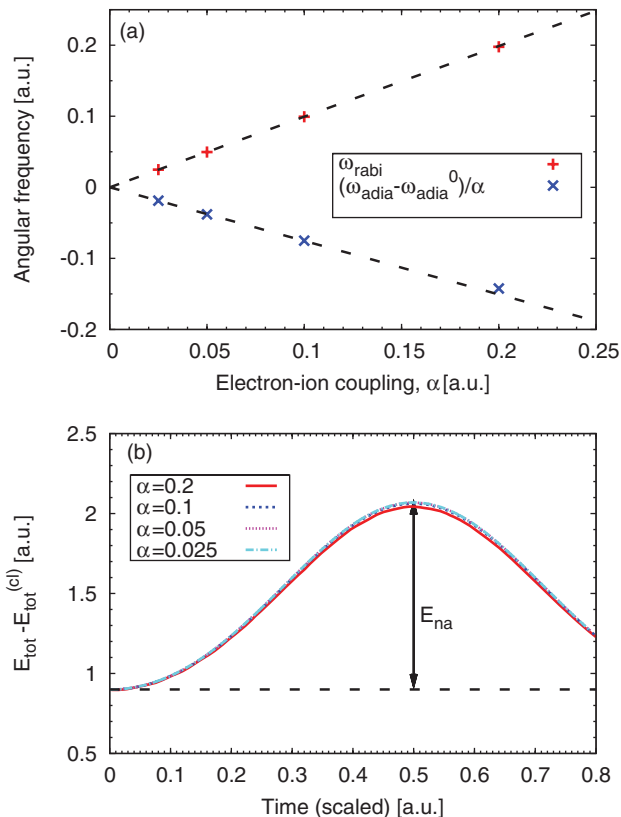 (a)
0.2
0.1
0
-0.1
-0.2
Angular frequency [a.u.]
ω_rabi
(ω_adia-ω_adia^0)/α
0 0.05 0.10 0.15 0.20 0.25
Electron-ion coupling, α [a.u.]
(b)
2.5
2
1.5
1
0.5
E_tot -E_tot^(cl) [a.u.]
α=0.2
α=0.1
α=0.05
α=0.025
E_na
0 0.1 0.2 0.3 0.4 0.5 0.6 0.7 0.8
Time (scaled) [a.u.]